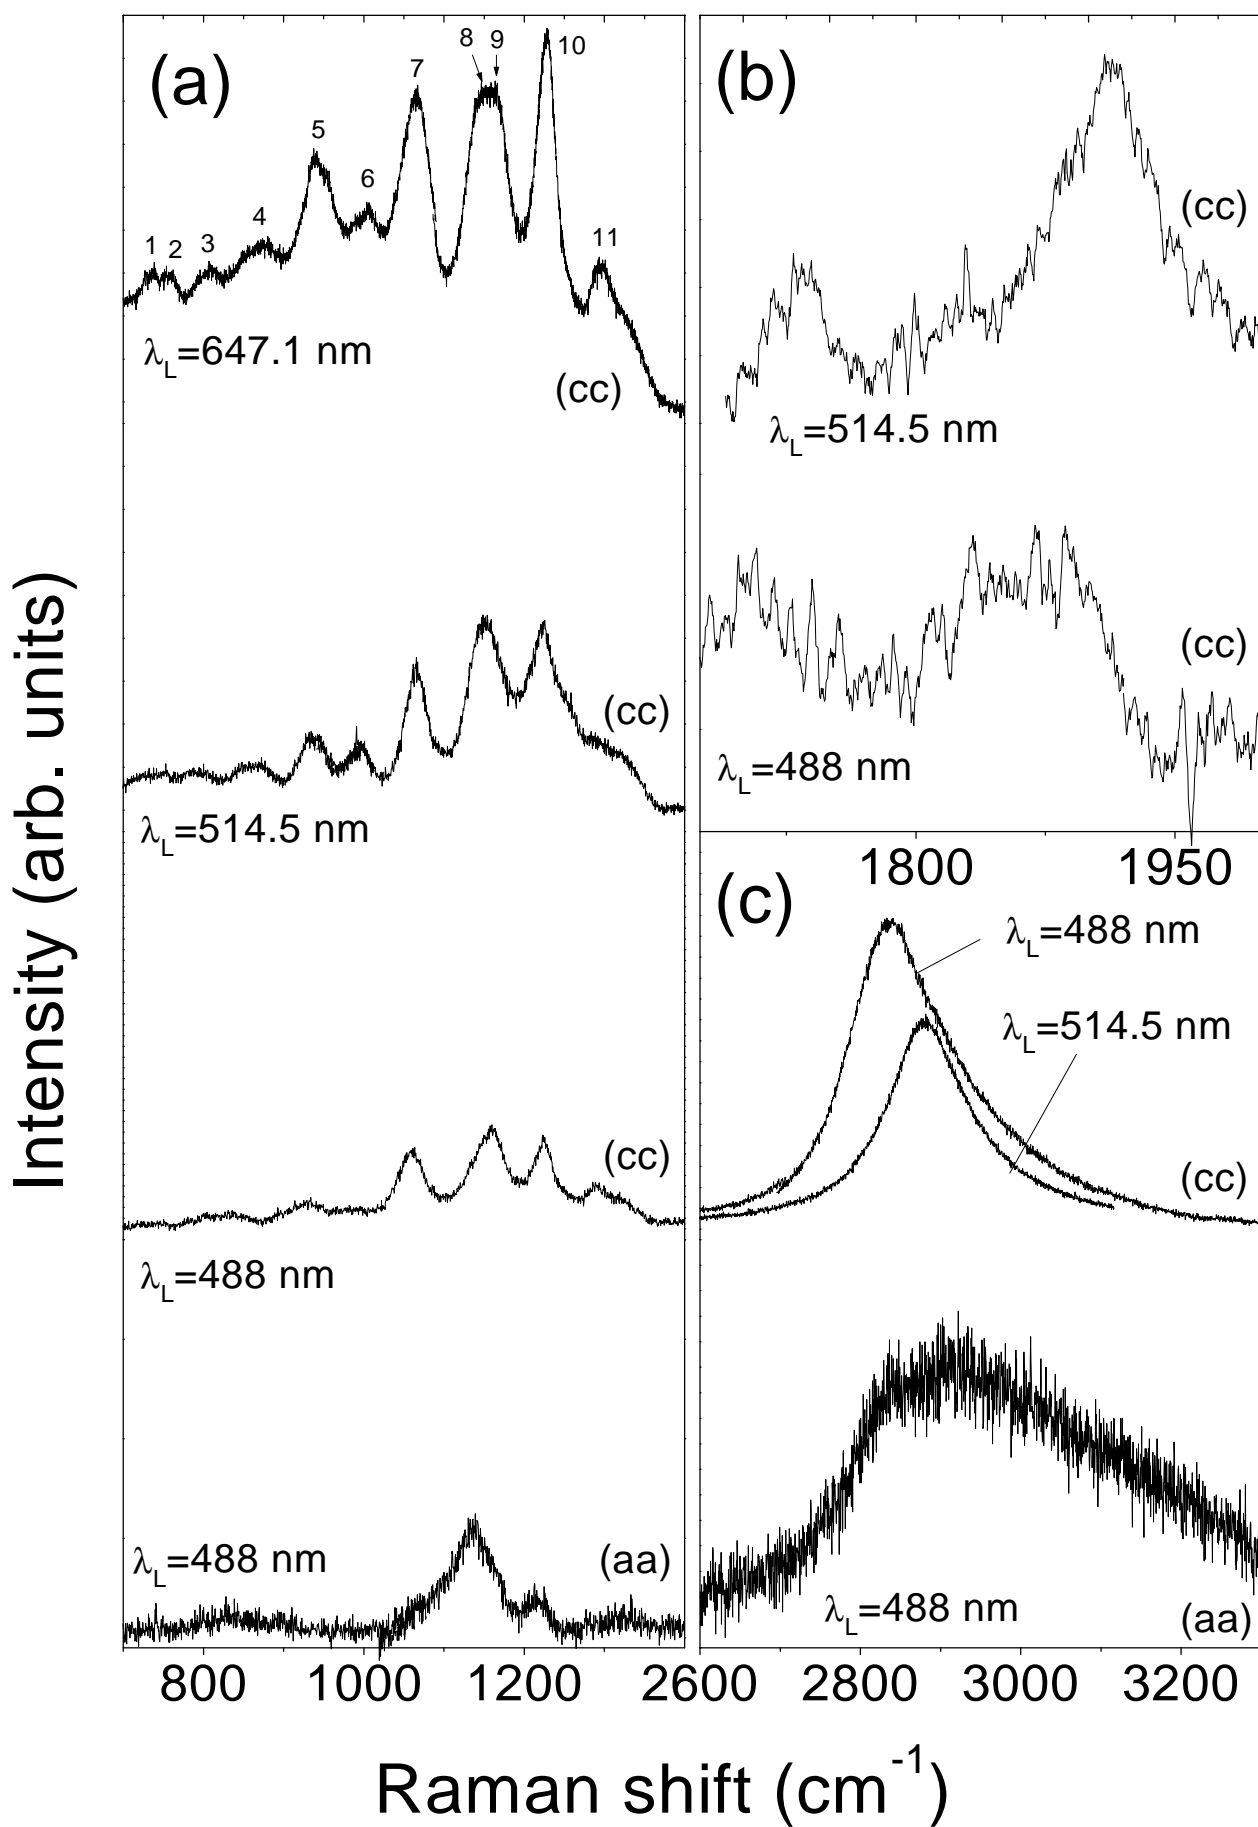 (a)
1
2
3
4
5
6
7
8
9
10
11
λL=647.1 nm
(cc)
(cc)
λL=514.5 nm
(cc)
λL=488 nm
λL=488 nm
(aa)
800
1000
1200
(b)
(cc)
λL=514.5 nm
(cc)
λL=488 nm
1800
1950
(c)
λL=488 nm
λL=514.5 nm
(cc)
λL=488 nm
(aa)
2600
2800
3000
3200
Intensity (arb. units)
Raman shift (cm-1)